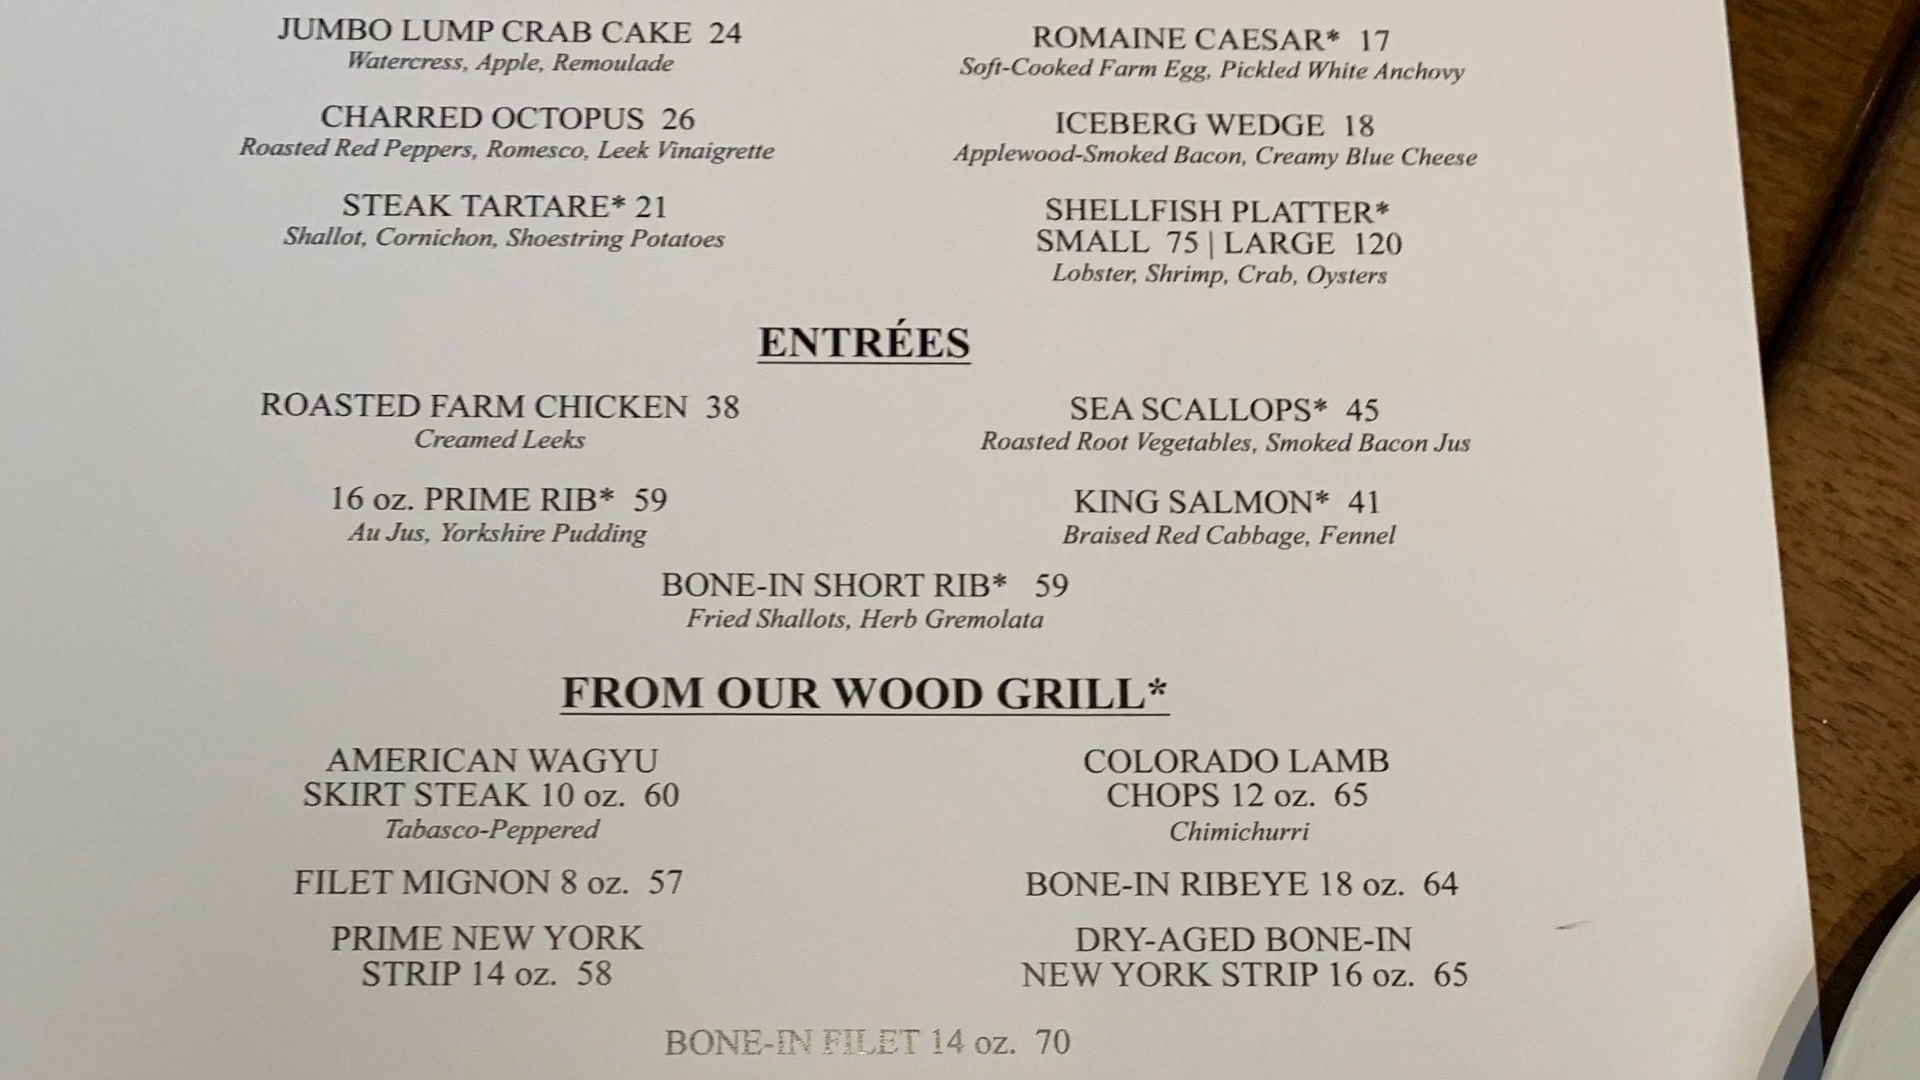 JUMBO LUMP CRAB CAKE 24
Watercress, Apple, Remoulade
CHARRED OCTOPUS 26
Roasted Red Peppers, Romesco, Leek Vinaigrette
STEAK TARTARE* 21
Shallot, Cornichon, Shoestring Potatoes
ROMAINE CAESAR* 17
Soft-Cooked Farm Egg, Pickled White Anchovy
ICEBERG WEDGE 18
Applewood-Smoked Bacon, Creamy Blue Cheese
SHELLFISH PLATTER*
SMALL 75 | LARGE 120
Lobster, Shrimp, Crab, Oysters
ENTRÉES
ROASTED FARM CHICKEN 38
Creamed Leeks
16 oz. PRIME RIB* 59
Au Jus, Yorkshire Pudding
SEA SCALLOPS* 45
Roasted Root Vegetables, Smoked Bacon Jus
KING SALMON* 41
Braised Red Cabbage, Fennel
BONE-IN SHORT RIB* 59
Fried Shallots, Herb Gremolata
FROM OUR WOOD GRILL*
AMERICAN WAGYU
SKIRT STEAK 10 oz. 60
Tabasco-Peppered
FILET MIGNON 8 oz. 57
PRIME NEW YORK
STRIP 14 oz. 58
COLORADO LAMB
CHOPS 12 oz. 65
Chimichurri
BONE-IN RIBEYE 18 oz. 64
DRY-AGED BONE-IN
NEW YORK STRIP 16 oz. 65
BONE-IN FILET 14 oz. 70